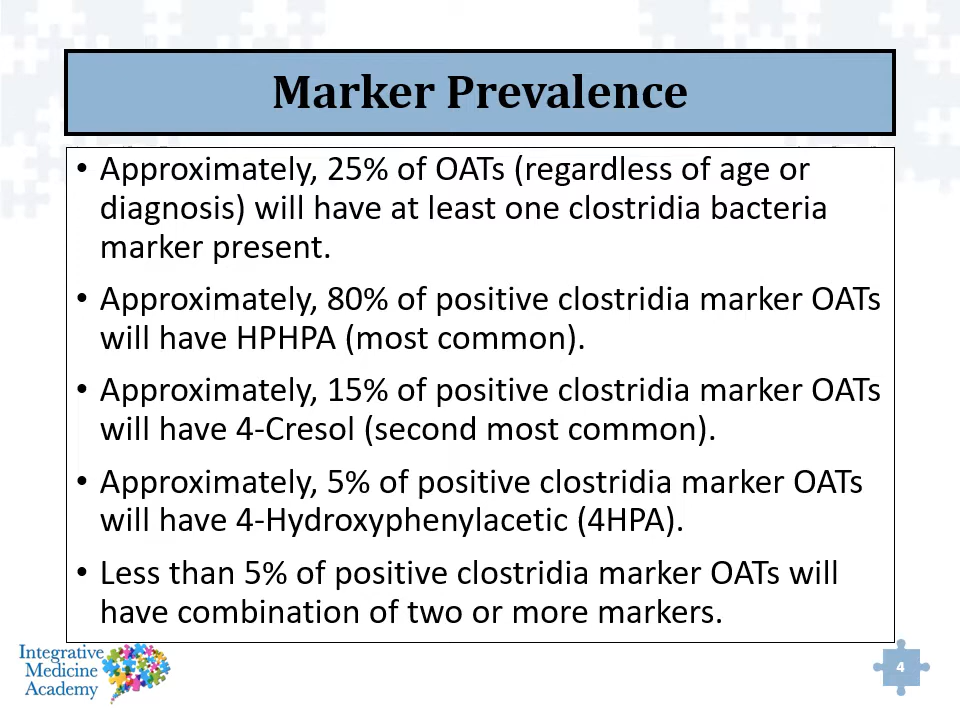 Marker Prevalence
• Approximately, 25% of OATs (regardless of age or
diagnosis) will have at least one clostridia bacteria
marker present.
• Approximately, 80% of positive clostridia marker OATs
will have HPHPA (most common).
• Approximately, 15% of positive clostridia marker OATs
will have 4-Cresol (second most common).
• Approximately, 5% of positive clostridia marker OATs
will have 4-Hydroxyphenylacetic (4HPA).
• Less than 5% of positive clostridia marker OATs will
have combination of two or more markers.
Integrative
Medicine
Academy
4